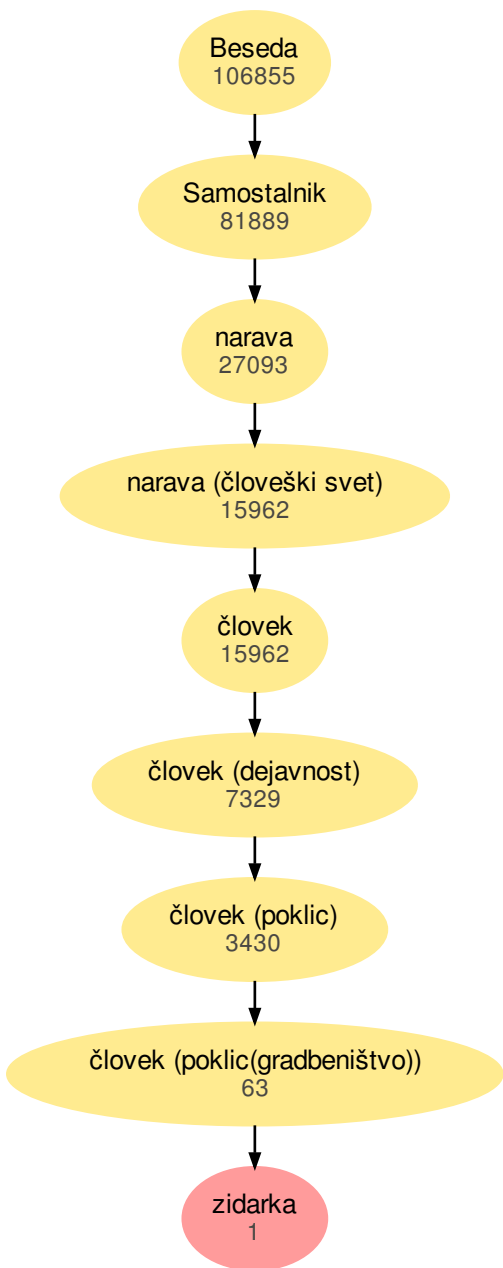 Beseda
106855
Samostalnik
81889
narava
27093
narava (človeški svet)
15962
človek
15962
človek (dejavnost)
7329
človek (poklic)
3430
človek (poklic(gradbeništvo))
63
zidarka
1